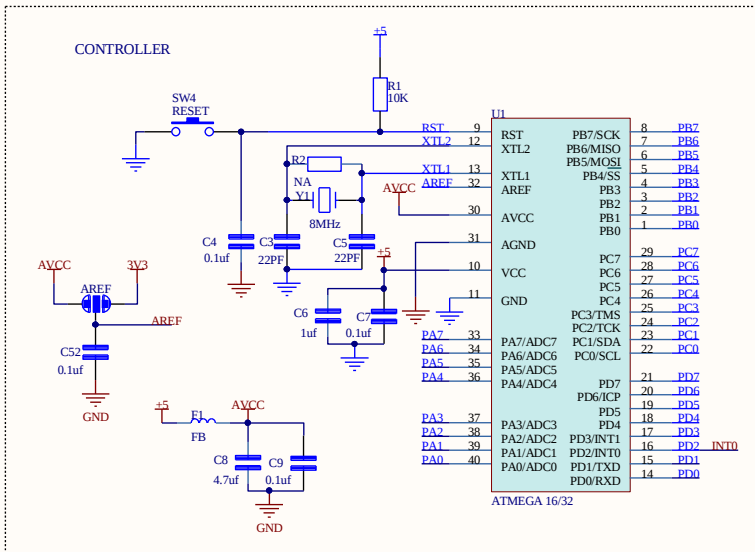 CONTROLLER
+5
R1
10K
SW4
RESET
C4
0.1uf
R2
NA
Y1
8MHz
C3
22PF
C5
22PF
AVCC
3V3
AREF
AREF
C52
0.1uf
GND
+5
C6
1uf
C7
0.1uf
AVCC
+5
F1
FB
AVCC
C8
4.7uf
C9
0.1uf
GND
U1
RST 9 RST
XTL2 12 XTL2
XTL1 13 XTL1
AREF 32 AREF
30 AVCC
31 AGND
10 VCC
11 GND
PA7 33 PA7/ADC7
PA6 34 PA6/ADC6
PA5 35 PA5/ADC5
PA4 36 PA4/ADC4
PA3 37 PA3/ADC3
PA2 38 PA2/ADC2
PA1 39 PA1/ADC1
PA0 40 PA0/ADC0
PB7/SCK 8 PB7
PB6/MISO 7 PB6
PB5/MOSI 6 PB5
PB4/SS 5 PB4
PB3 4 PB3
PB2 3 PB2
PB1 2 PB1
PB0 1 PB0
PC7 29 PC7
PC6 28 PC6
PC5 27 PC5
PC4 26 PC4
PC3/TMS 25 PC3
PC2/TCK 24 PC2
PC1/SDA 23 PC1
PC0/SCL 22 PC0
PD7 21 PD7
PD6/ICP 20 PD6
PD5 19 PD5
PD4 18 PD4
PD3/INT1 17 PD3
PD2/INT0 16 PD2 INT0
PD1/TXD 15 PD1
PD0/RXD 14 PD0
ATMEGA 16/32